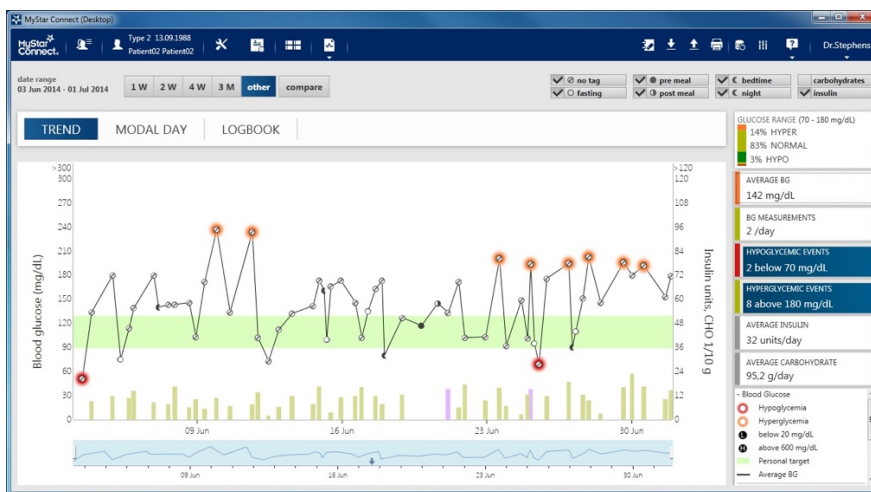 MyStar Connect (Desktop)
MyStar Connect.
Type 2 13.09.1988
Patient02 Patient02
Dr.Stephens
date range
03 Jun 2014 - 01 Jul 2014
1 W
2 W
4 W
3 M
other
compare
no tag
pre meal
bedtime
carbohydrates
fasting
post meal
night
insulin
TREND
MODAL DAY
LOGBOOK
GLUCOSE RANGE (70 - 180 mg/dL)
14% HYPER
83% NORMAL
3% HYPO
AVERAGE BG
142 mg/dL
BG MEASUREMENTS
2 /day
HYPOGLYCEMIC EVENTS
2 below 70 mg/dL
HYPERGLYCEMIC EVENTS
8 above 180 mg/dL
AVERAGE INSULIN
32 units/day
AVERAGE CARBOHYDRATE
95,2 g/day
- Blood Glucose
Hypoglycemia
Hyperglycemia
L below 20 mg/dL
H above 600 mg/dL
Personal target
Average BG
Blood glucose (mg/dL)
>300
300
270
240
210
180
150
120
90
60
30
0
>120
120
108
96
84
72
60
48
36
24
12
0
Insulin units, CHO 1/10 g
09 Jun
16 Jun
23 Jun
30 Jun
09 Jun
16 Jun
23 Jun
30 Jun